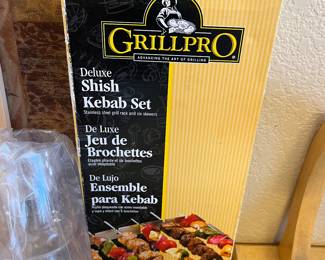 GRILLPRO
ADVANCING THE ART OF GRILLING
Deluxe
Shish
Kebab Set
Stainless steel grill rack and six skewers
De Luxe
Jeu de
Brochettes
De Lujo
Ensemble
para Kebab